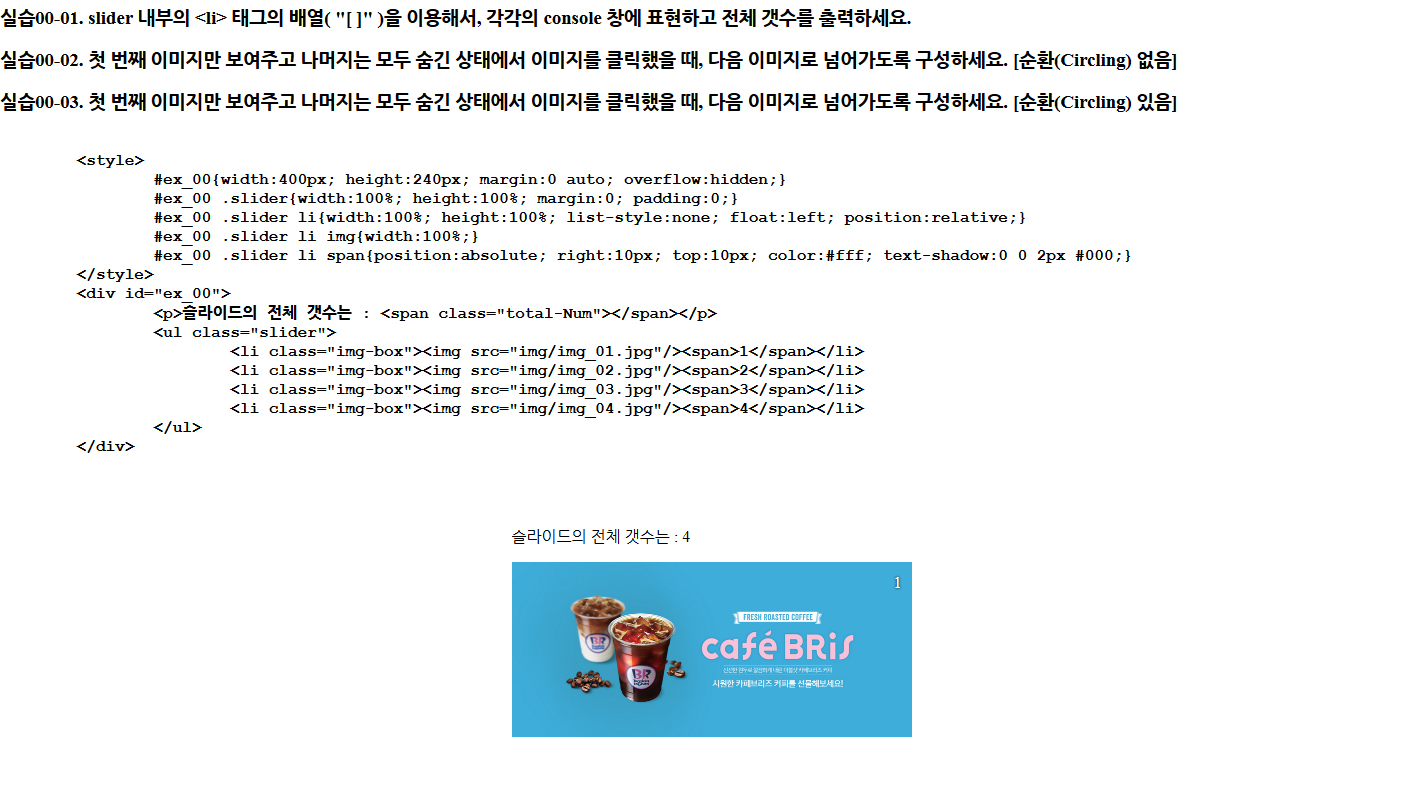 실습00-01. slider 내부의 <li> 태그의 배열( "[ ]" )을 이용해서, 각각의 console 창에 표현하고 전체 갯수를 출력하세요.
실습00-02. 첫 번째 이미지만 보여주고 나머지는 모두 숨긴 상태에서 이미지를 클릭했을 때, 다음 이미지로 넘어가도록 구성하세요. [순환(Circling) 없음]
실습00-03. 첫 번째 이미지만 보여주고 나머지는 모두 숨긴 상태에서 이미지를 클릭했을 때, 다음 이미지로 넘어가도록 구성하세요. [순환(Circling) 있음]
<style>
#ex_00{width:400px; height:240px; margin:0 auto; overflow:hidden;}
#ex_00 .slider{width:100%; height:100%; margin:0; padding:0;}
#ex_00 .slider li{width:100%; height:100%; list-style:none; float:left; position:relative;}
#ex_00 .slider li img{width:100%;}
#ex_00 .slider li span{position:absolute; right:10px; top:10px; color:#fff; text-shadow:0 0 2px #000;}
</style>
<div id="ex_00">
<p>슬라이드의 전체 갯수는 : <span class="total-Num"></span></p>
<ul class="slider">
<li class="img-box"><img src="img/img_01.jpg"/><span>1</span></li>
<li class="img-box"><img src="img/img_02.jpg"/><span>2</span></li>
<li class="img-box"><img src="img/img_03.jpg"/><span>3</span></li>
<li class="img-box"><img src="img/img_04.jpg"/><span>4</span></li>
</ul>
</div>
슬라이드의 전체 갯수는 : 4
1
FRESH ROASTED COFFEE
café BRiS
시원한 카페브리즈 커피를 선물해보세요!
BR
BR